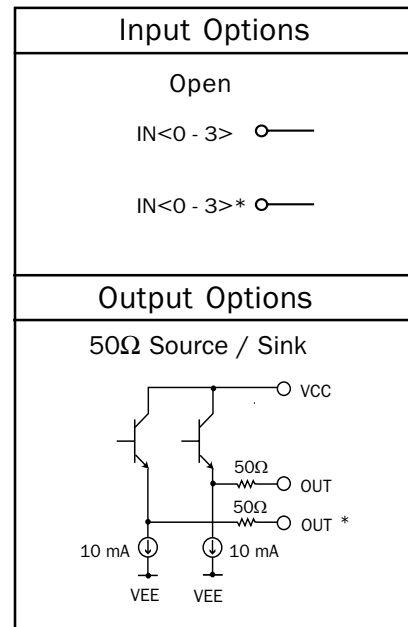 Input Options
Open
IN<0 - 3>
IN<0 - 3>*
Output Options
50Ω Source / Sink
VCC
50Ω
OUT
50Ω
OUT *
10 mA
10 mA
VEE
VEE